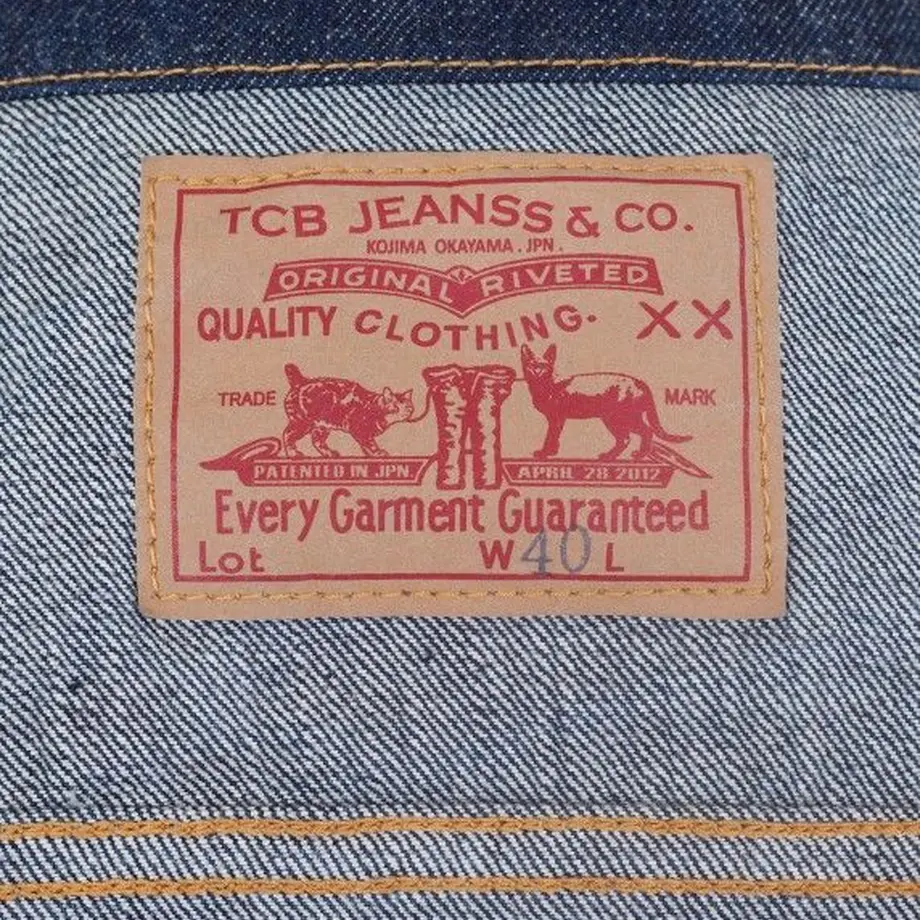 TCB JEANSS & CO.
KOJIMA OKAYAMA. JPN.
ORIGINAL RIVETED
QUALITY CLOTHING. XX
TRADE MARK
PATENTED IN JPN. APRIL 28 2012
Every Garment Guaranteed
Lot W 40 L